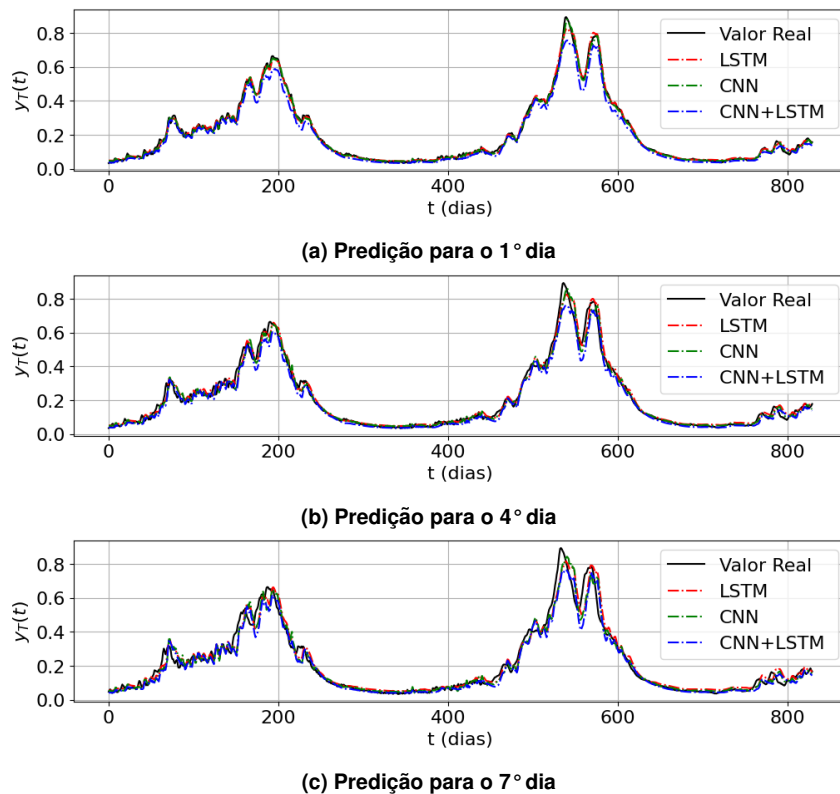 0.8
0.6
0.4
0.2
0.0
y_T(t)
Valor Real
LSTM
CNN
CNN+LSTM
0 200 400 600 800
t (dias)
(a) Predição para o 1° dia
0.8
0.6
0.4
0.2
0.0
y_T(t)
Valor Real
LSTM
CNN
CNN+LSTM
0 200 400 600 800
t (dias)
(b) Predição para o 4° dia
0.8
0.6
0.4
0.2
0.0
y_T(t)
Valor Real
LSTM
CNN
CNN+LSTM
0 200 400 600 800
t (dias)
(c) Predição para o 7° dia